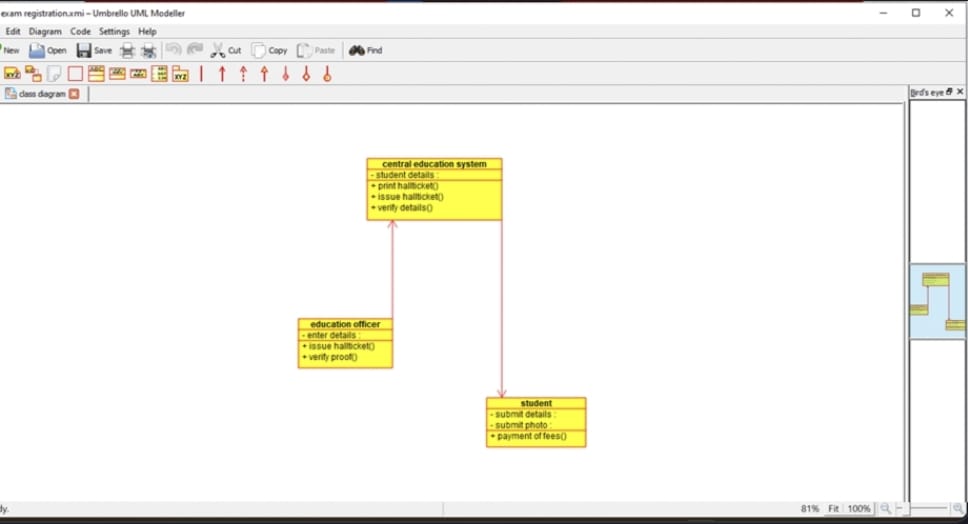 exam registration.xmi – Umbrello UML Modeller
Edit Diagram Code Settings Help
New Open Save Cut Copy Paste Find
class diagram
Bird's eye
central education system
- student details :
+ print hallticket()
+ issue hallticket()
+ verify details()
education officer
- enter details :
+ issue hallticket()
+ verify proof()
student
- submit details :
- submit photo :
+ payment of fees()
dy.
81% Fit 100%